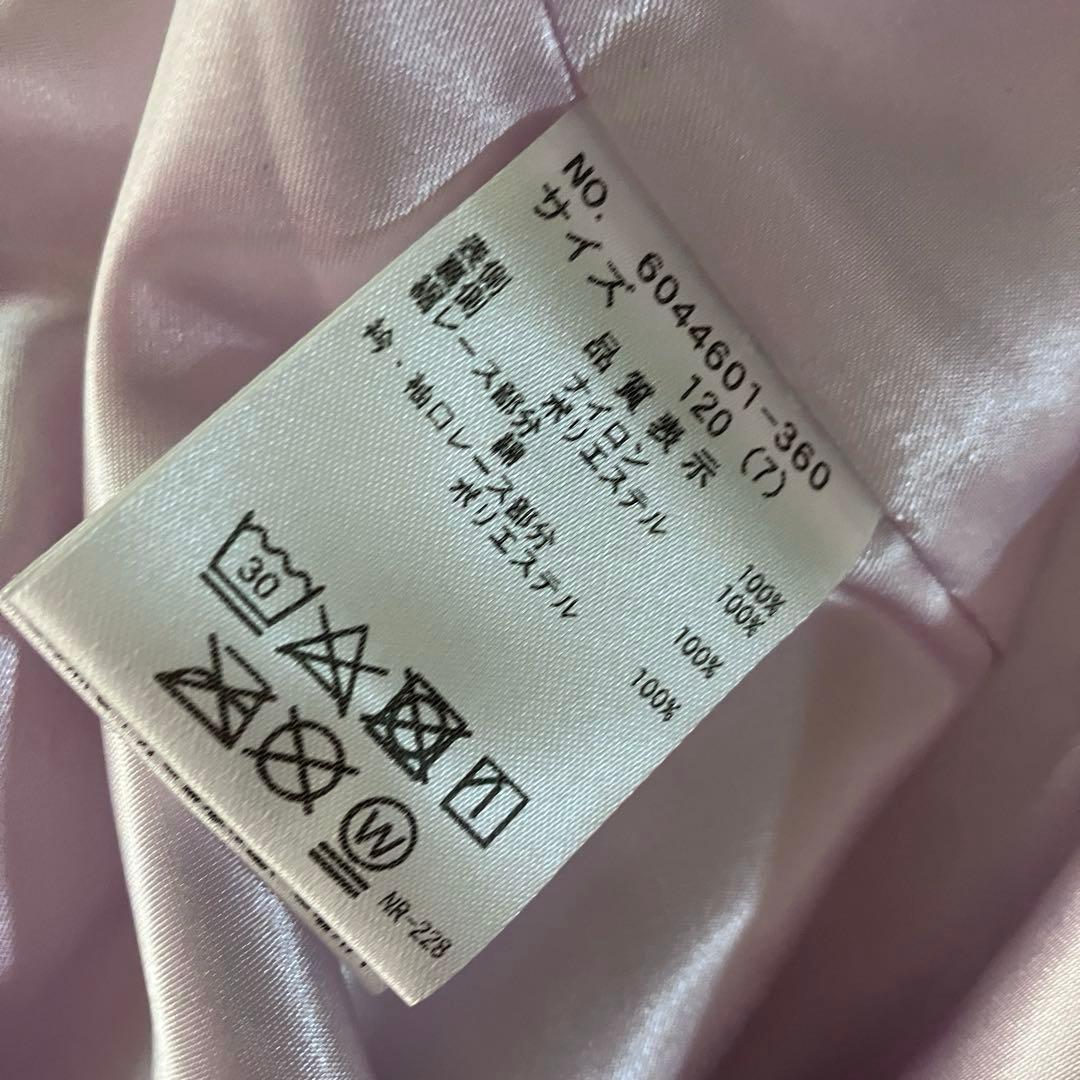 NO. 6044601-360
サイズ 120 (7)
品質表示
表側 ナイロン 100%
裏側 ポリエステル 100%
裾レース部分
綿 100%
衿・袖口レース部分
ポリエステル 100%
30
W
NR-228